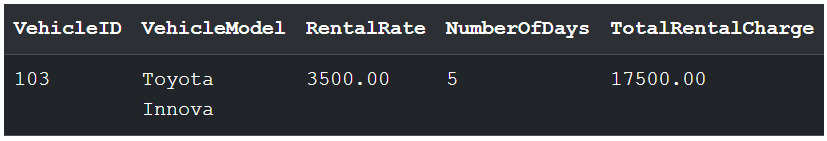 VehicleID VehicleModel RentalRate NumberOfDays TotalRentalCharge
103 Toyota 3500.00 5 17500.00
Innova